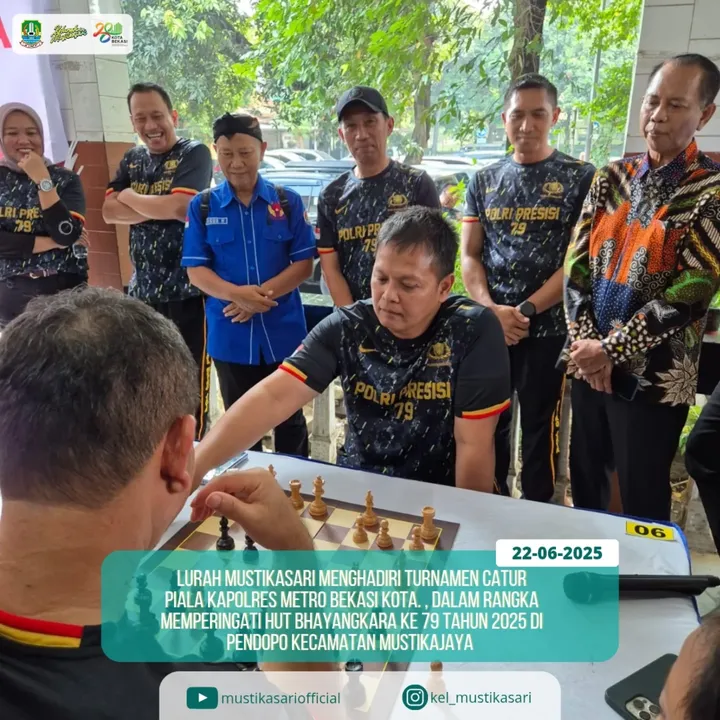 KOTA
BEKASI
POLRI PRESISI
79
POLRI PRESISI
79
POLRI PRESISI
79
POLRI PRESISI
79
06
22-06-2025
LURAH MUSTIKASARI MENGHADIRI TURNAMEN CATUR
PIALA KAPOLRES METRO BEKASI KOTA. , DALAM RANGKA
MEMPERINGATI HUT BHAYANGKARA KE 79 TAHUN 2025 DI
PENDOPO KECAMATAN MUSTIKAJAYA
mustikasariofficial
kel_mustikasari